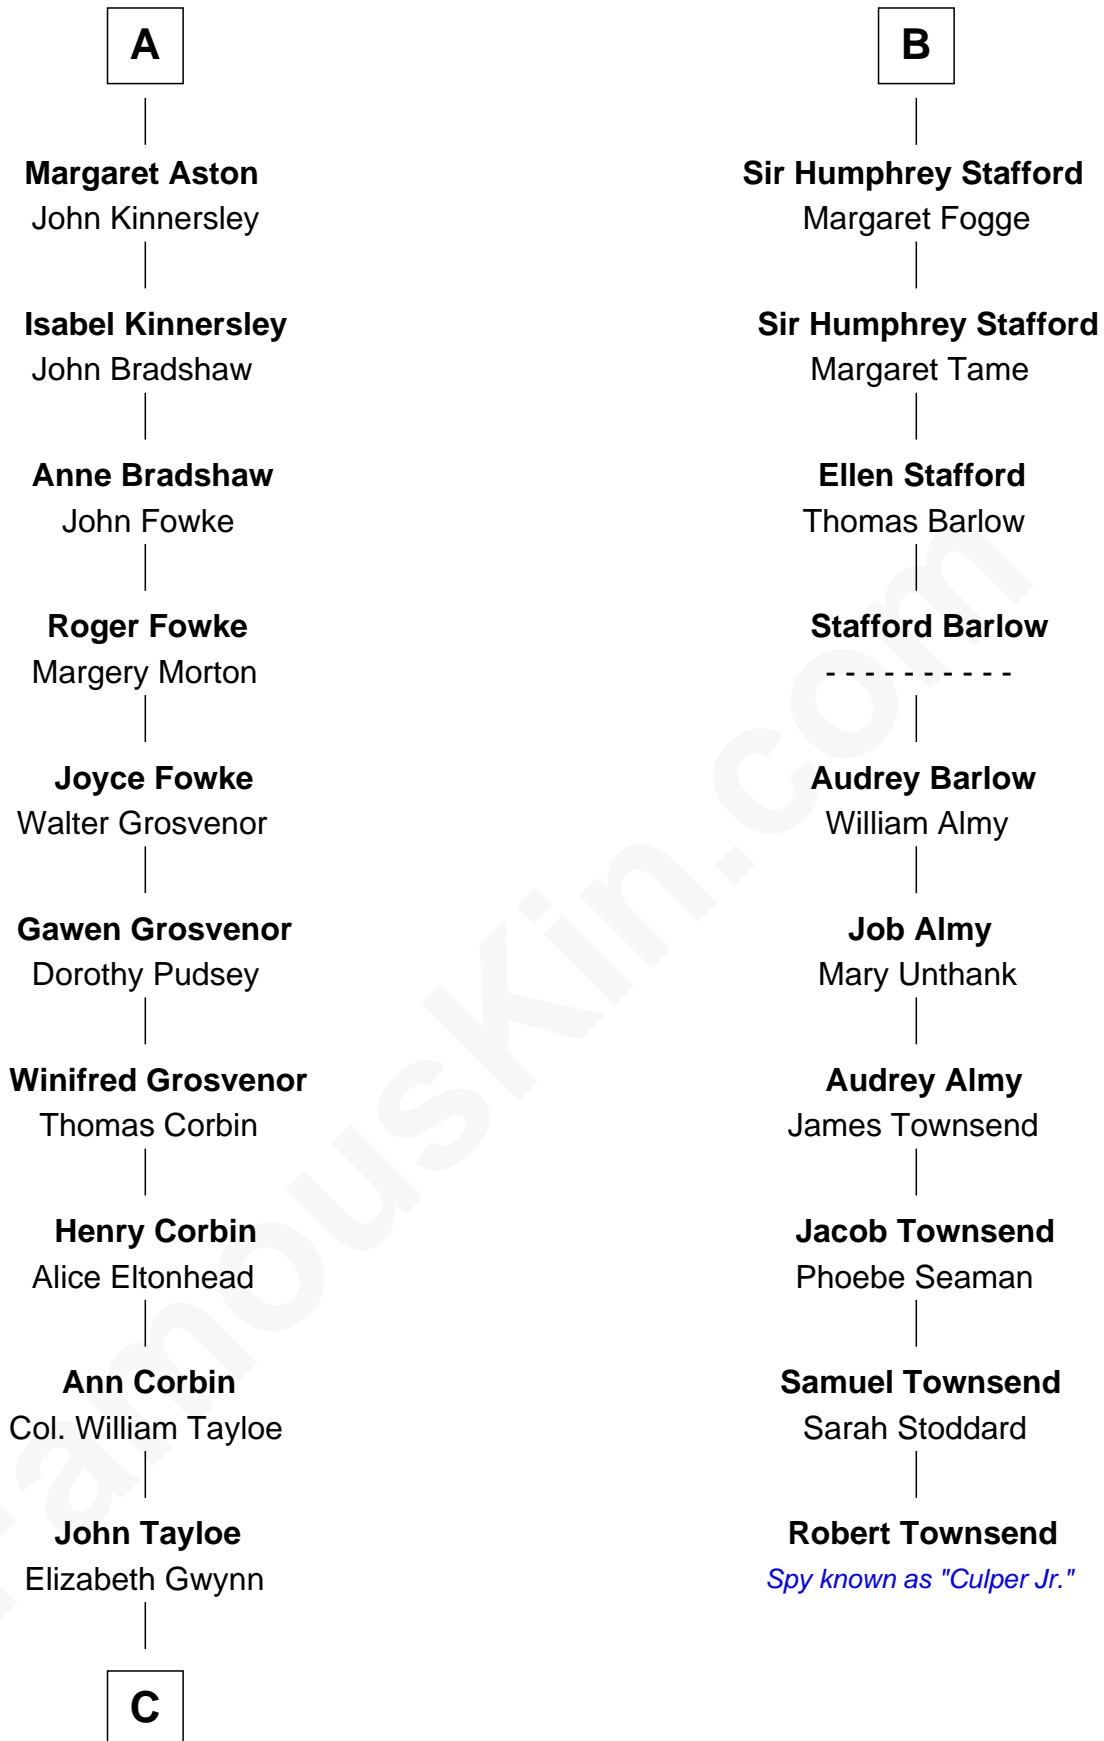 A
Margaret Aston
John Kinnersley
Isabel Kinnersley
John Bradshaw
Anne Bradshaw
John Fowke
Roger Fowke
Margery Morton
Joyce Fowke
Walter Grosvenor
Gawen Grosvenor
Dorothy Pudsey
Winifred Grosvenor
Thomas Corbin
Henry Corbin
Alice Eltonhead
Ann Corbin
Col. William Tayloe
John Tayloe
Elizabeth Gwynn
C
B
Sir Humphrey Stafford
Margaret Fogge
Sir Humphrey Stafford
Margaret Tame
Ellen Stafford
Thomas Barlow
Stafford Barlow
- - - - - - - - - -
Audrey Barlow
William Almy
Job Almy
Mary Unthank
Audrey Almy
James Townsend
Jacob Townsend
Phoebe Seaman
Samuel Townsend
Sarah Stoddard
Robert Townsend
Spy known as "Culper Jr."
FamousKin.com